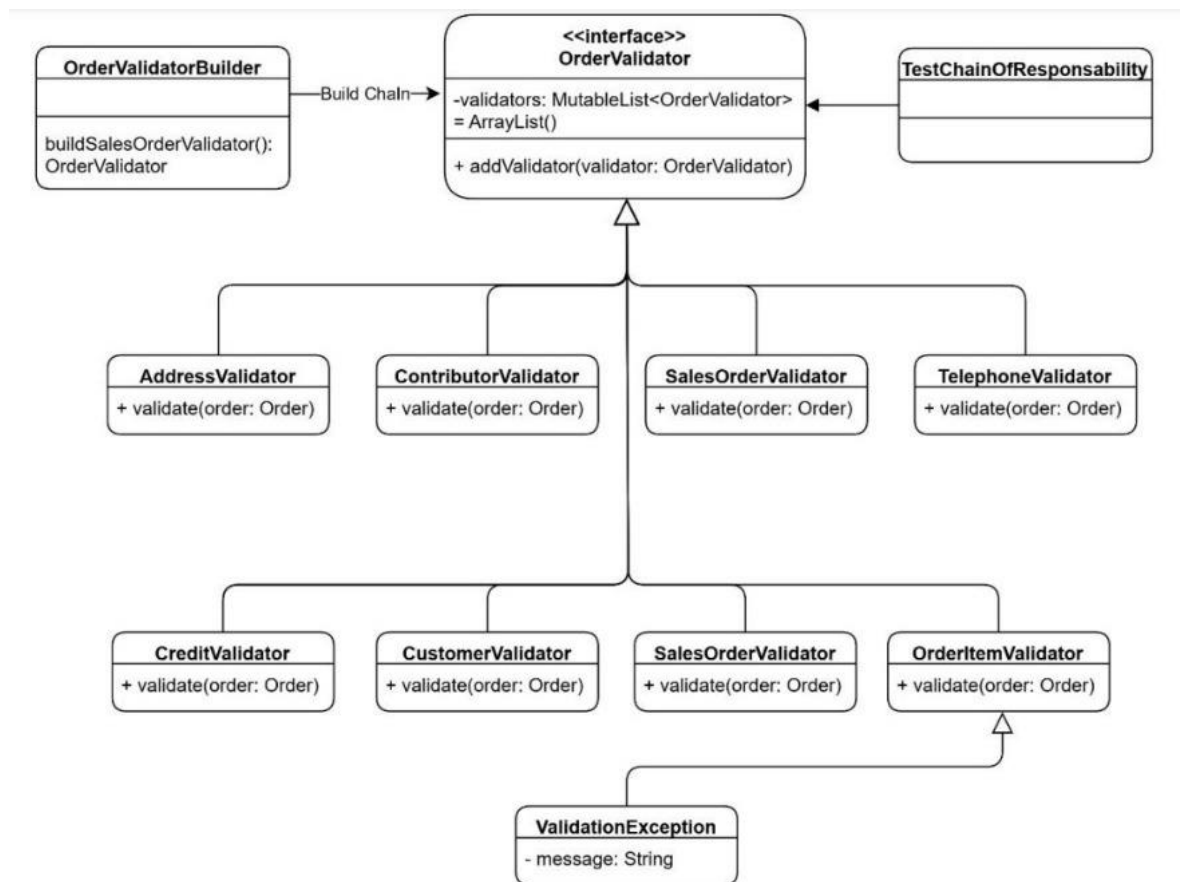 OrderValidatorBuilder
buildSalesOrderValidator():
OrderValidator
Build Chain
<<interface>>
OrderValidator
-validators: MutableList<OrderValidator>
= ArrayList()
+ addValidator(validator: OrderValidator)
TestChainOfResponsability
AddressValidator
+ validate(order: Order)
ContributorValidator
+ validate(order: Order)
SalesOrderValidator
+ validate(order: Order)
TelephoneValidator
+ validate(order: Order)
CreditValidator
+ validate(order: Order)
CustomerValidator
+ validate(order: Order)
SalesOrderValidator
+ validate(order: Order)
OrderItemValidator
+ validate(order: Order)
ValidationException
- message: String